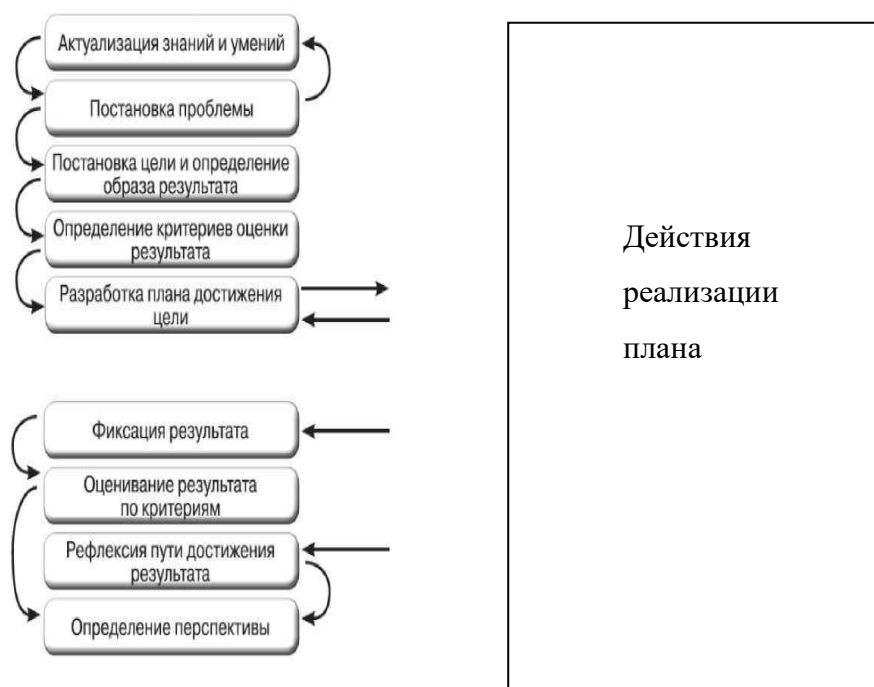 Актуализация знаний и умений
Постановка проблемы
Постановка цели и определение
образа результата
Определение критериев оценки
результата
Разработка плана достижения
цели
Фиксация результата
Оценивание результата
по критериям
Рефлексия пути достижения
результата
Определение перспективы
Действия
реализации
плана